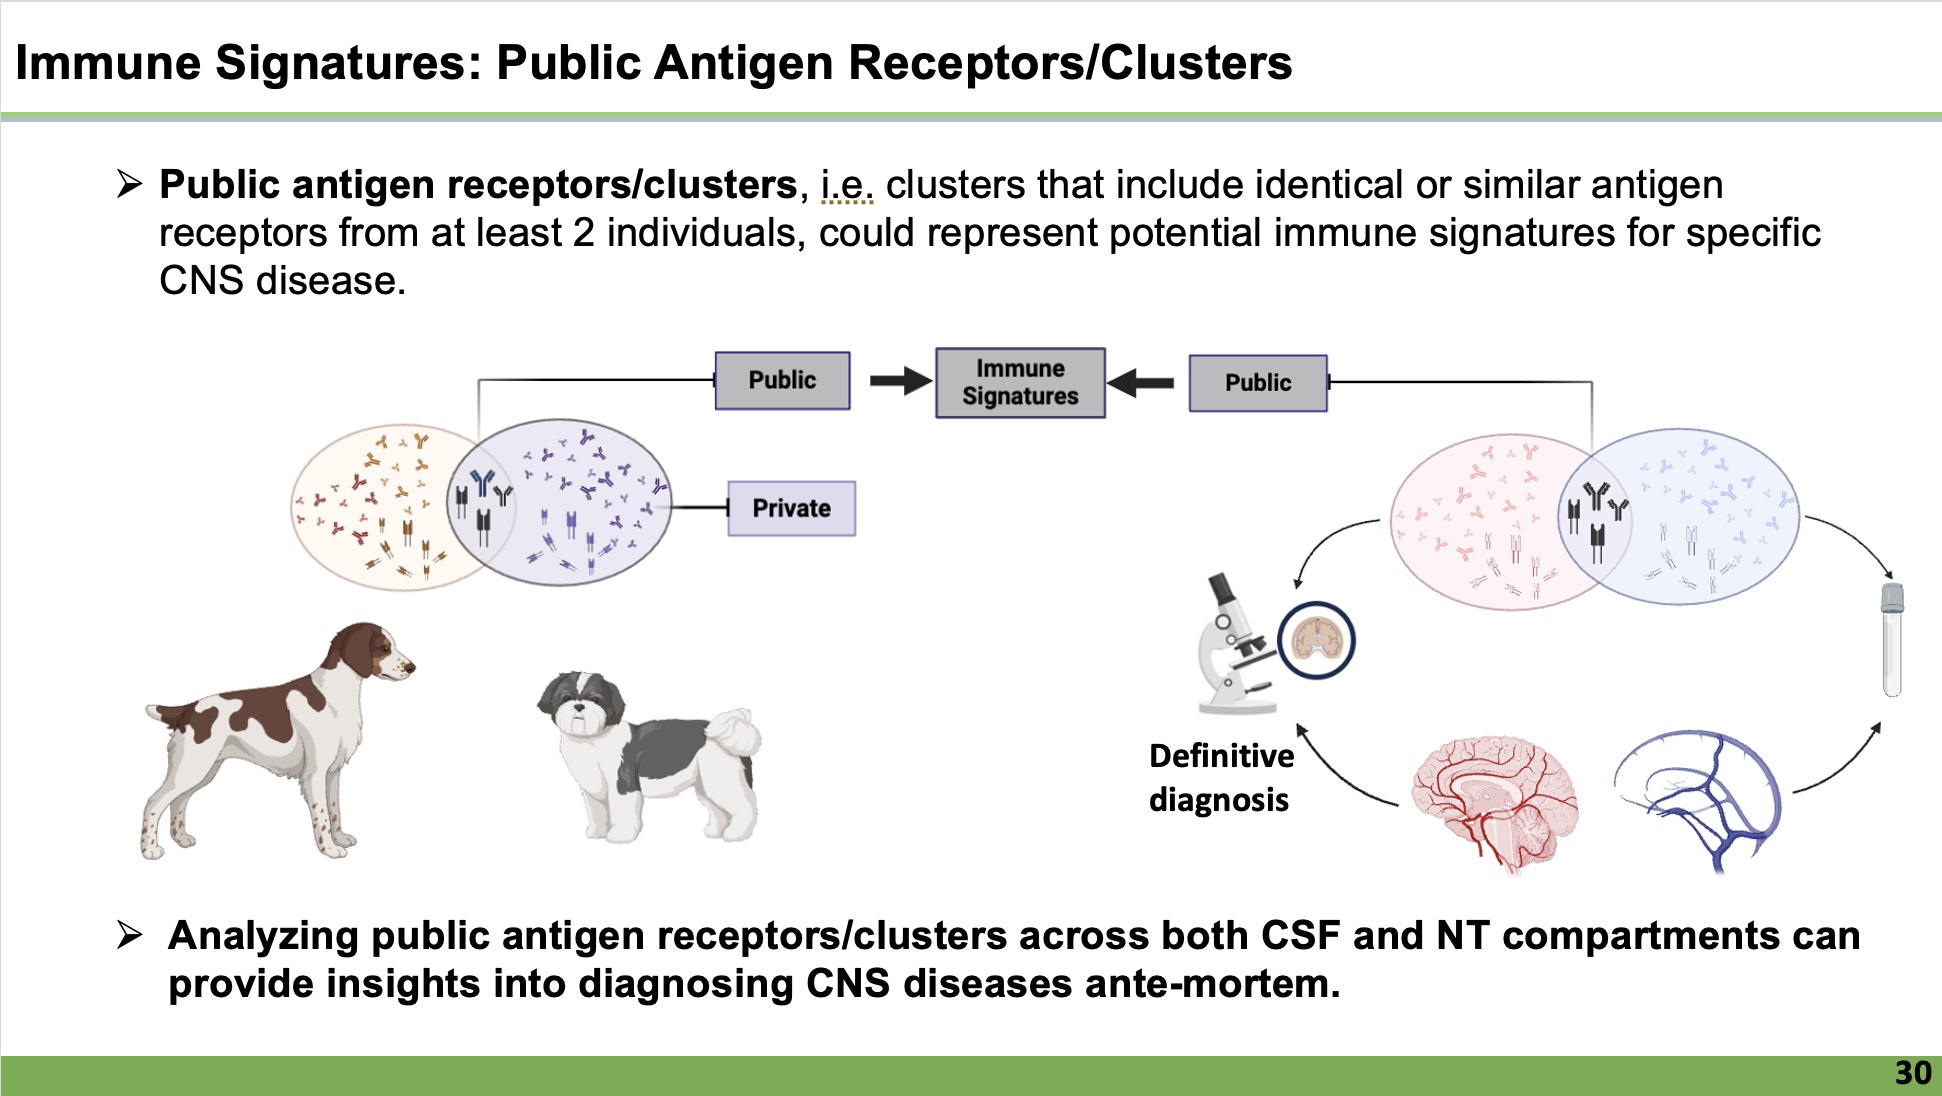 Immune Signatures: Public Antigen Receptors/Clusters
➢ Public antigen receptors/clusters, i.e. clusters that include identical or similar antigen
receptors from at least 2 individuals, could represent potential immune signatures for specific
CNS disease.
Public
Immune
Signatures
Public
Private
Definitive
diagnosis
➢ Analyzing public antigen receptors/clusters across both CSF and NT compartments can
provide insights into diagnosing CNS diseases ante-mortem.
30